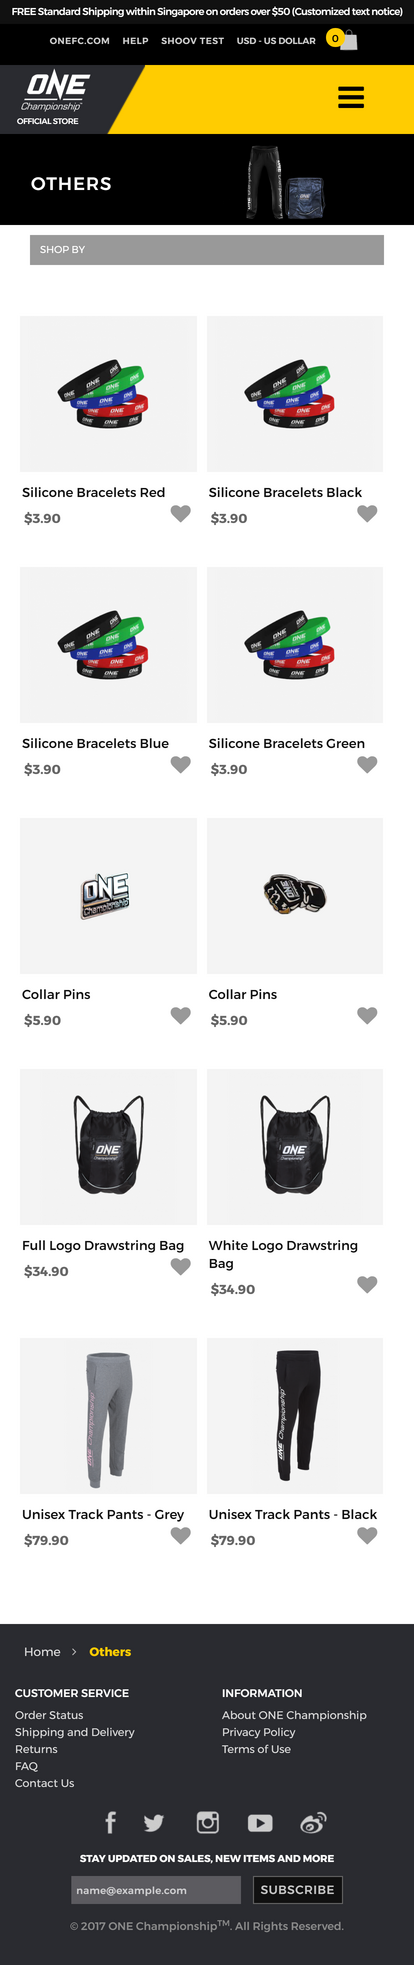 FREE Standard Shipping within Singapore on orders over $50 (Customized text notice)
ONEFC.COM HELP SHOOV TEST USD - US DOLLAR 0
ONE
Championship
OFFICIAL STORE
OTHERS
SHOP BY
Silicone Bracelets Red
$3.90
Silicone Bracelets Black
$3.90
Silicone Bracelets Blue
$3.90
Silicone Bracelets Green
$3.90
Collar Pins
$5.90
Collar Pins
$5.90
Full Logo Drawstring Bag
$34.90
White Logo Drawstring
Bag
$34.90
Unisex Track Pants - Grey
$79.90
Unisex Track Pants - Black
$79.90
Home > Others
CUSTOMER SERVICE
Order Status
Shipping and Delivery
Returns
FAQ
Contact Us
INFORMATION
About ONE Championship
Privacy Policy
Terms of Use
STAY UPDATED ON SALES, NEW ITEMS AND MORE
name@example.com SUBSCRIBE
© 2017 ONE Championship™. All Rights Reserved.